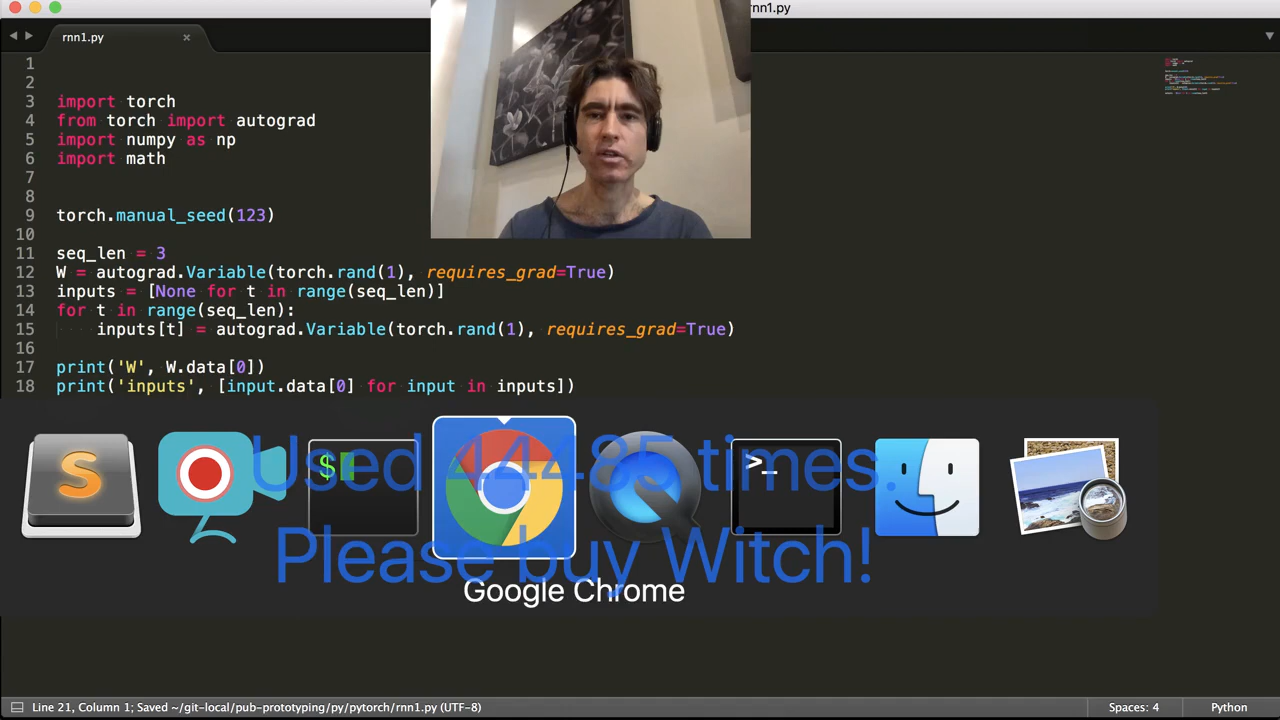 rnn1.py
rnn1.py
1
2
3 import torch
4 from torch import autograd
5 import numpy as np
6 import math
7
8
9 torch.manual_seed(123)
10
11 seq_len = 3
12 W = autograd.Variable(torch.rand(1), requires_grad=True)
13 inputs = [None for t in range(seq_len)]
14 for t in range(seq_len):
15 inputs[t] = autograd.Variable(torch.rand(1), requires_grad=True)
16
17 print('W', W.data[0])
18 print('inputs', [input.data[0] for input in inputs])
S
$
>_
Used 44485 times.
Please buy Witch!
Google Chrome
Line 21, Column 1; Saved ~/git-local/pub-prototyping/py/pytorch/rnn1.py (UTF-8)
Spaces: 4
Python